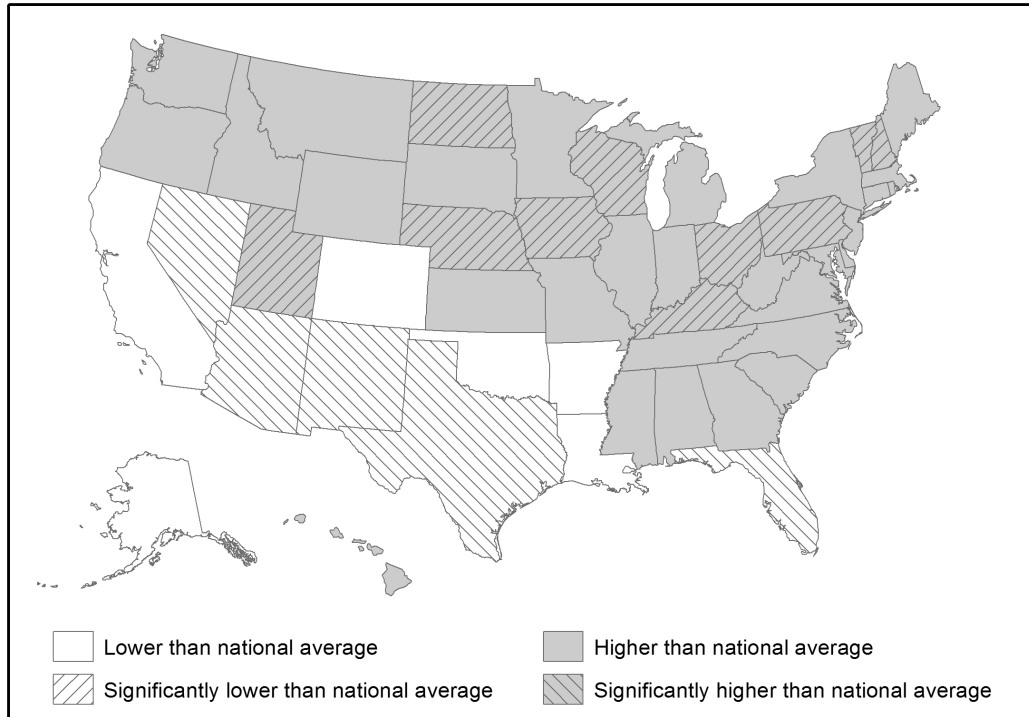 Lower than national average
Higher than national average
Significantly lower than national average
Significantly higher than national average